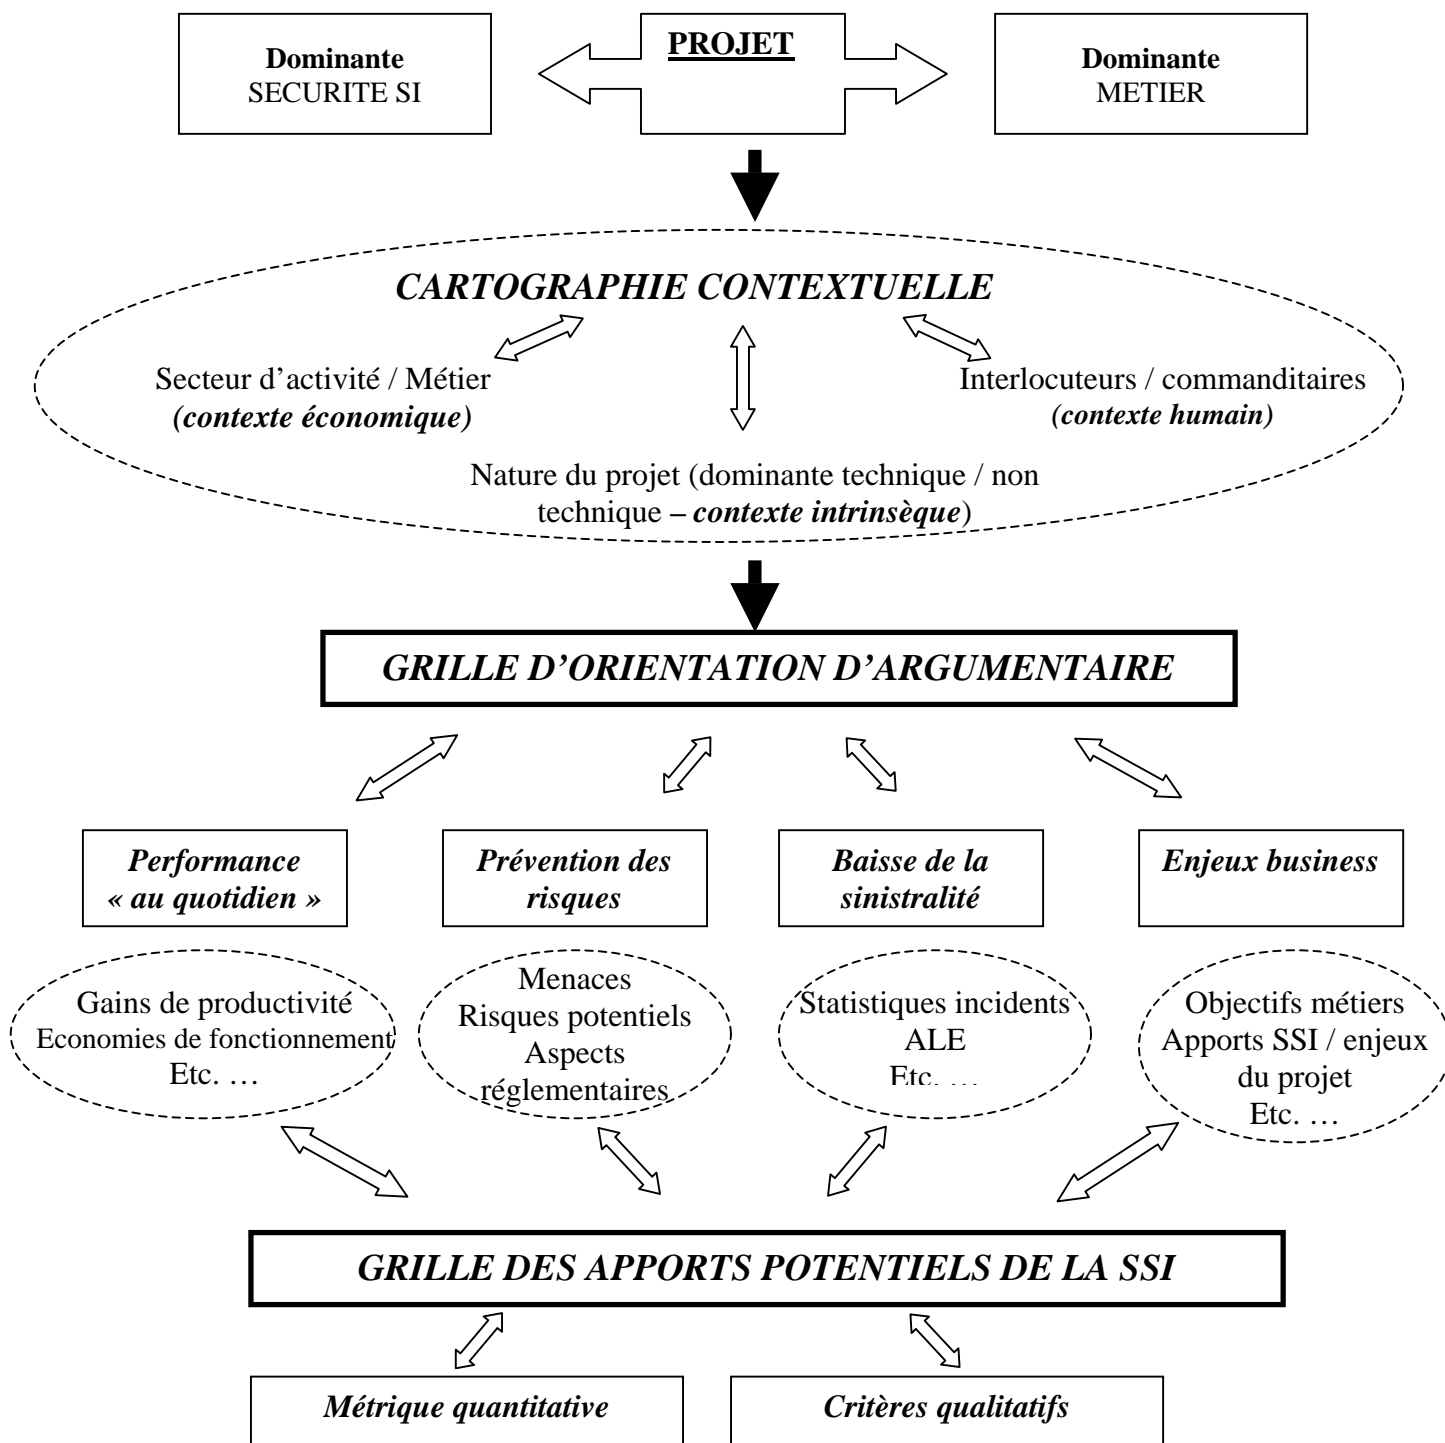 PROJET
Dominante
SECURITE SI
Dominante
METIER
CARTOGRAPHIE CONTEXTUELLE
Secteur d’activité / Métier
(contexte économique)
Interlocuteurs / commanditaires
(contexte humain)
Nature du projet (dominante technique / non
technique – contexte intrinsèque)
GRILLE D’ORIENTATION D’ARGUMENTAIRE
Performance
« au quotidien »
Prévention des
risques
Baisse de la
sinistralité
Enjeux business
Gains de productivité
Economies de fonctionnement
Etc. …
Menaces
Risques potentiels
Aspects
réglementaires
Statistiques incidents
ALE
Etc. …
Objectifs métiers
Apports SSI / enjeux
du projet
Etc. …
GRILLE DES APPORTS POTENTIELS DE LA SSI
Métrique quantitative
Critères qualitatifs